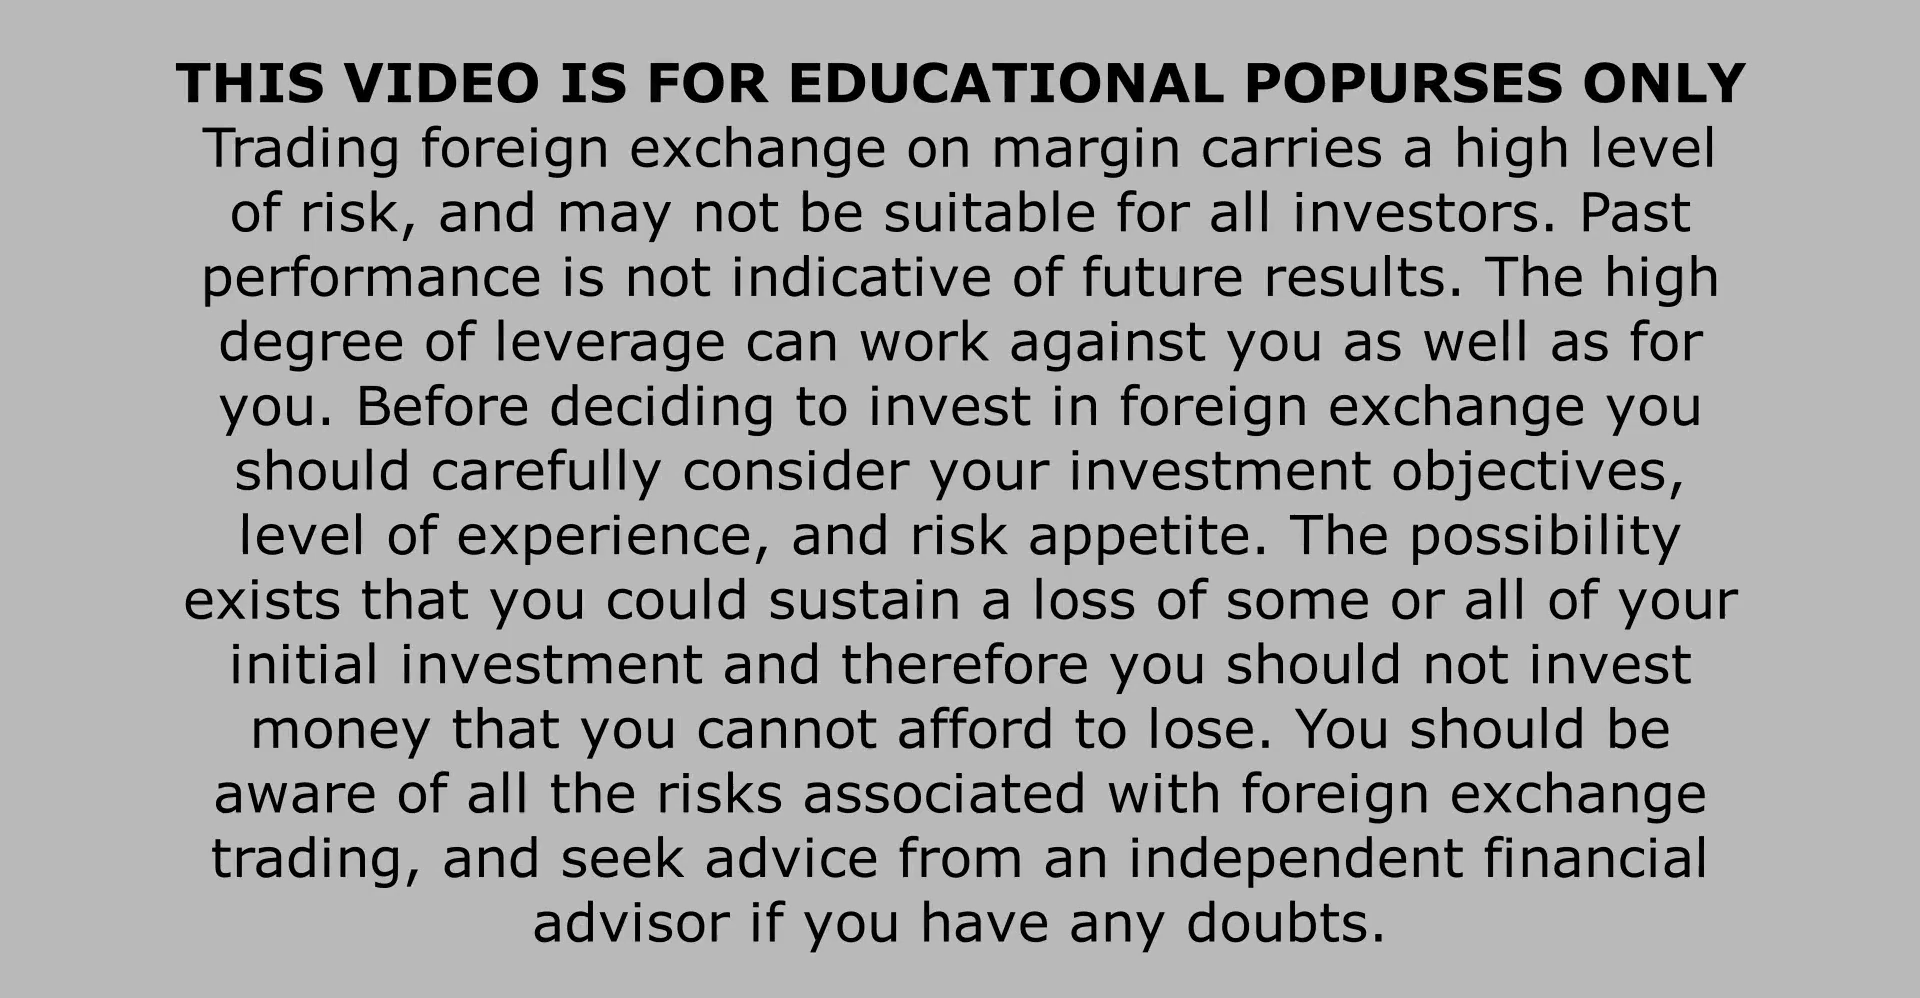 THIS VIDEO IS FOR EDUCATIONAL POPURSES ONLY
Trading foreign exchange on margin carries a high level
of risk, and may not be suitable for all investors. Past
performance is not indicative of future results. The high
degree of leverage can work against you as well as for
you. Before deciding to invest in foreign exchange you
should carefully consider your investment objectives,
level of experience, and risk appetite. The possibility
exists that you could sustain a loss of some or all of your
initial investment and therefore you should not invest
money that you cannot afford to lose. You should be
aware of all the risks associated with foreign exchange
trading, and seek advice from an independent financial
advisor if you have any doubts.